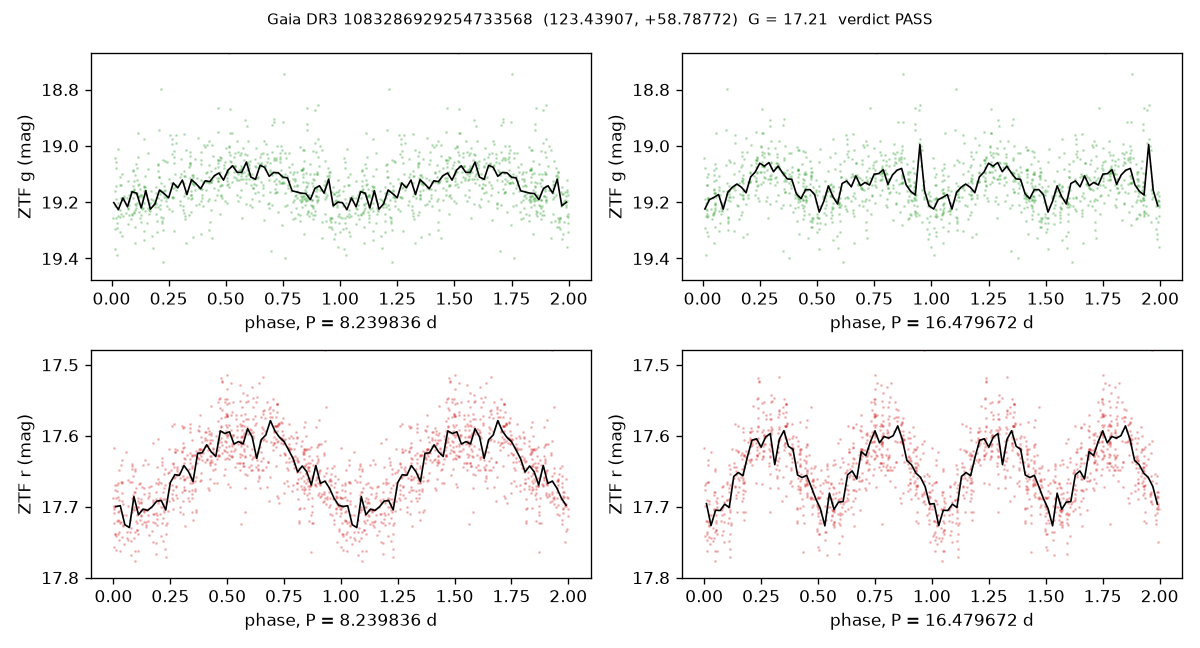 Gaia DR3 1083286929254733568 (123.43907, +58.78772) G = 17.21 verdict PASS
ZTF g (mag)
18.8
19.0
19.2
19.4
0.00 0.25 0.50 0.75 1.00 1.25 1.50 1.75 2.00
phase, P = 8.239836 d
ZTF g (mag)
18.8
19.0
19.2
19.4
0.00 0.25 0.50 0.75 1.00 1.25 1.50 1.75 2.00
phase, P = 16.479672 d
ZTF r (mag)
17.5
17.6
17.7
17.8
0.00 0.25 0.50 0.75 1.00 1.25 1.50 1.75 2.00
phase, P = 8.239836 d
ZTF r (mag)
17.5
17.6
17.7
17.8
0.00 0.25 0.50 0.75 1.00 1.25 1.50 1.75 2.00
phase, P = 16.479672 d